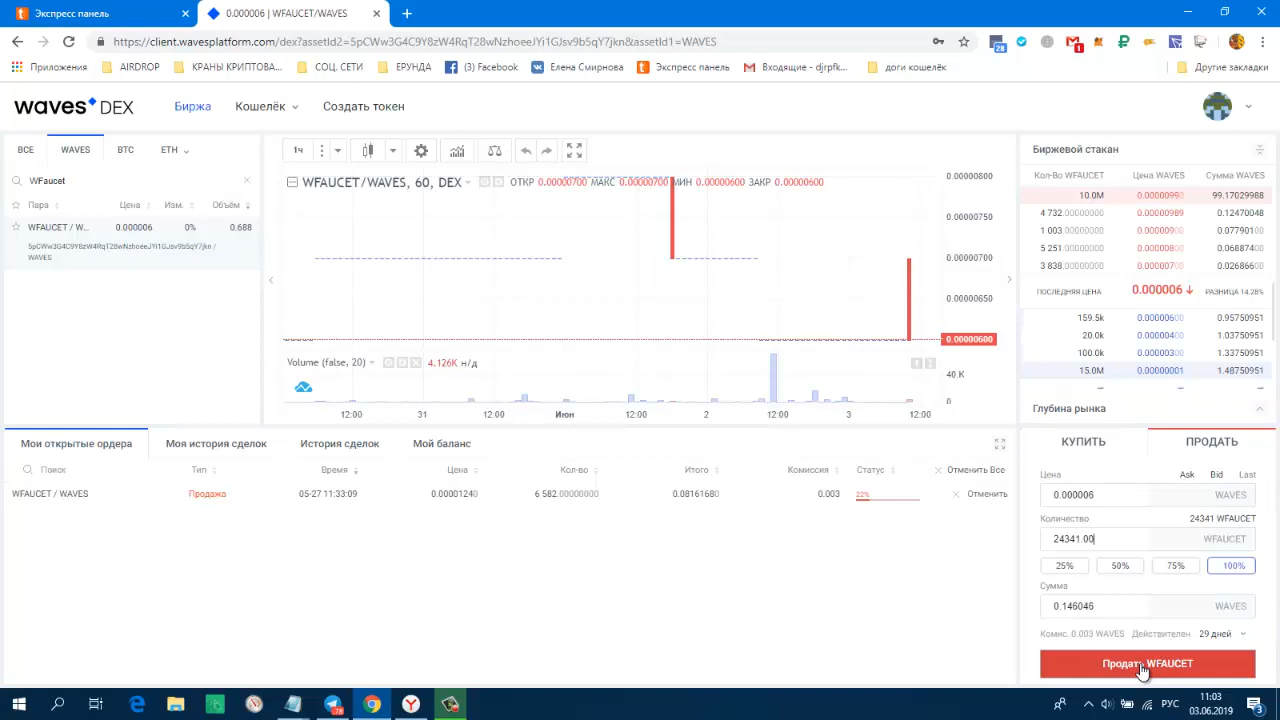 Экспресс панель
0.000006 | WFAUCET/WAVES
https://client.wavesplatform.com/dex?assetId2=5pCWw3G4C9Y8zW4RqNWzNzhoeeJYi1GJsv9b5qY7jkn&assetId1=WAVES
28
1
Приложения AIRDROP КРАНЫ КРИПТОВА... СОЦ. СЕТИ ЕРУНДА (3) Facebook Елена Смирнова Экспресс панель Входящие - djrpfk... доги кошелёк Другие закладки
waves DEX Биржа Кошелёк Создать токен
ВСЕ WAVES BTC ETH
WFaucet
Пара Цена Изм. Объём
WFAUCET / W... 0.000006 0% 0.688
5pCWw3G4C9Y8zW4RqNWzNzhoeeJYi1GJsv9b5qY7jkn /
WAVES
1ч
WFAUCET/WAVES, 60, DEX ОТКР 0.00000700 МАКС 0.00000700 МИН 0.00000600 ЗАКР 0.00000600
0.00000800
0.00000750
0.00000700
0.00000650
0.00000600
Volume (false, 20) 4.126K н/д
40 K
0
12:00 31 12:00 Июн 12:00 2 12:00 3 12:00
Биржевой стакан
Кол-Во WFAUCET Цена WAVES Сумма WAVES
10.0M 0.00000990 99.17029988
4 732.00000000 0.00000989 0.12470048
1 003.00000000 0.00000900 0.07790100
5 251.00000000 0.00000800 0.06887400
3 838.00000000 0.00000700 0.02686600
ПОСЛЕДНЯЯ ЦЕНА 0.000006 РАЗНИЦА 14.28%
159.5k 0.00000600 0.95750951
20.0k 0.00000400 1.03750951
100.0k 0.00000300 1.33750951
15.0M 0.00000001 1.48750951
Глубина рынка
Мои открытые ордера Моя история сделок История сделок Мой баланс
Поиск Тип Время Цена Кол-во Итого Комиссия Статус Отменить Все
WFAUCET / WAVES Продажа 05-27 11:33:09 0.00001240 6 582.00000000 0.08161680 0.003 22% Отменить
КУПИТЬ ПРОДАТЬ
Цена Ask Bid Last
0.000006 WAVES
Количество 24341 WFAUCET
24341.00 WFAUCET
25% 50% 75% 100%
Сумма
0.146046 WAVES
Комис. 0.003 WAVES Действителен 29 дней
Продать WFAUCET
78
РУС
11:03
03.06.2019
3